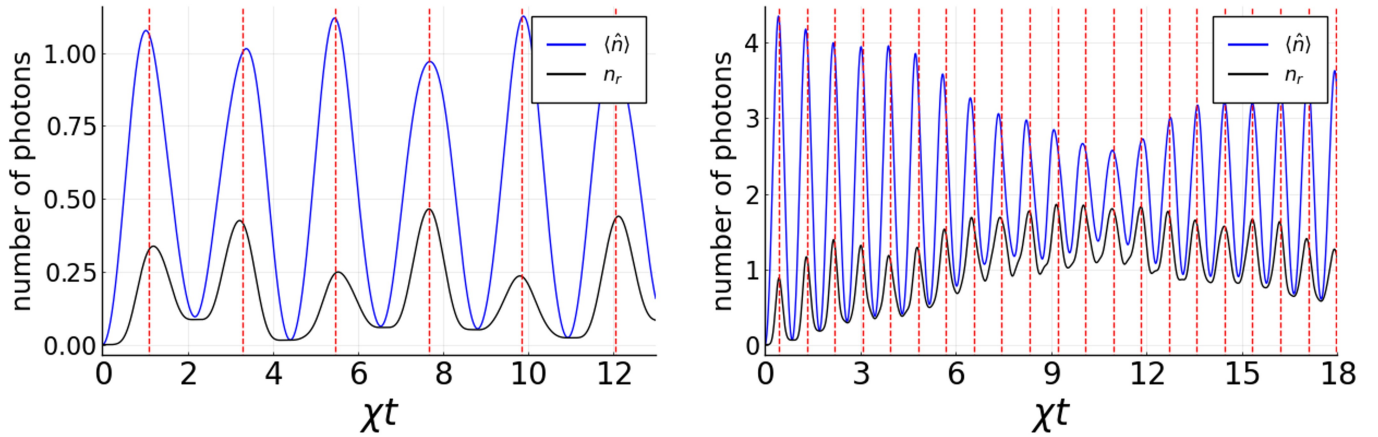 number of photons
1.00
0.75
0.50
0.25
0.00
0 2 4 6 8 10 12
χt
⟨n̂⟩
n_r
number of photons
4
3
2
1
0
0 3 6 9 12 15 18
χt
⟨n̂⟩
n_r